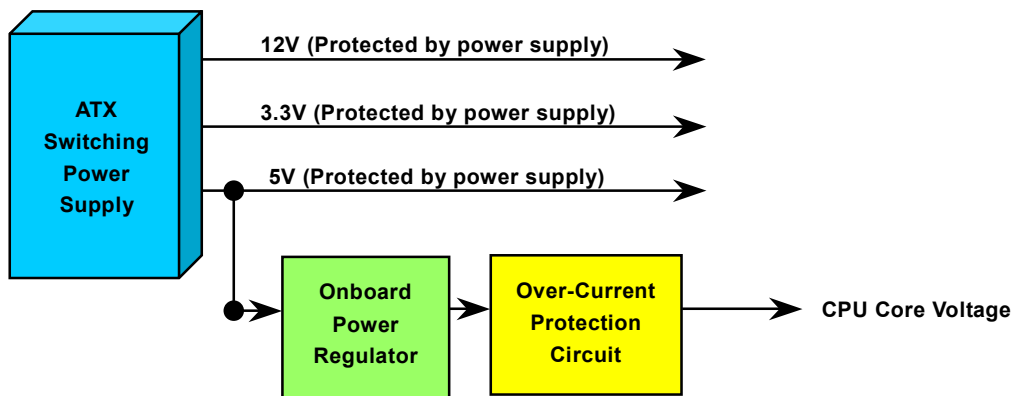 12V (Protected by power supply)
ATX
Switching
Power
Supply
3.3V (Protected by power supply)
5V (Protected by power supply)
Onboard
Power
Regulator
Over-Current
Protection
Circuit
CPU Core Voltage